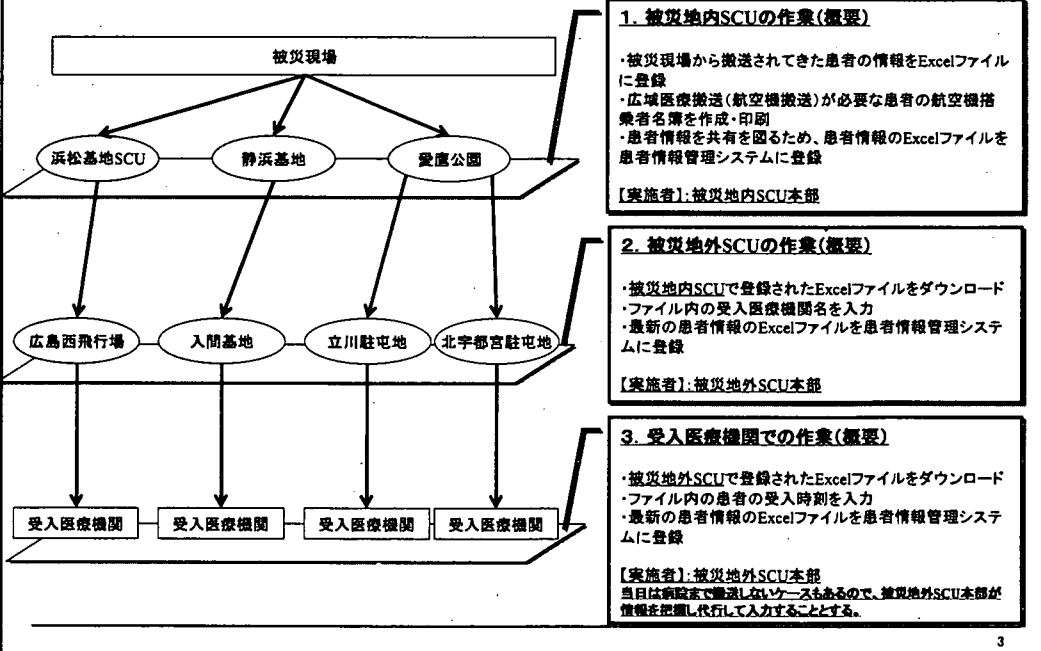 被災現場
浜松基地SCU
静浜基地
愛鷹公園
広島西飛行場
入間基地
立川駐屯地
北宇都宮駐屯地
受入医療機関
受入医療機関
受入医療機関
受入医療機関
1. 被災地内SCUの作業(概要)
・被災現場から搬送されてきた患者の情報をExcelファイル
に登録
・広域医療搬送(航空機搬送)が必要な患者の航空機搭
乗者名簿を作成・印刷
・患者情報を共有を図るため、患者情報のExcelファイルを
患者情報管理システムに登録
【実施者】:被災地内SCU本部
2. 被災地外SCUの作業(概要)
・被災地内SCUで登録されたExcelファイルをダウンロード
・ファイル内の受入医療機関名を入力
・最新の患者情報のExcelファイルを患者情報管理システ
ムに登録
【実施者】:被災地外SCU本部
3. 受入医療機関での作業(概要)
・被災地外SCUで登録されたExcelファイルをダウンロード
・ファイル内の患者の受入時刻を入力
・最新の患者情報のExcelファイルを患者情報管理システ
ムに登録
【実施者】:被災地外SCU本部
当日は病院まで搬送しないケースもあるので、被災地外SCU本部が
情報を把握し代行して入力することとする。
3